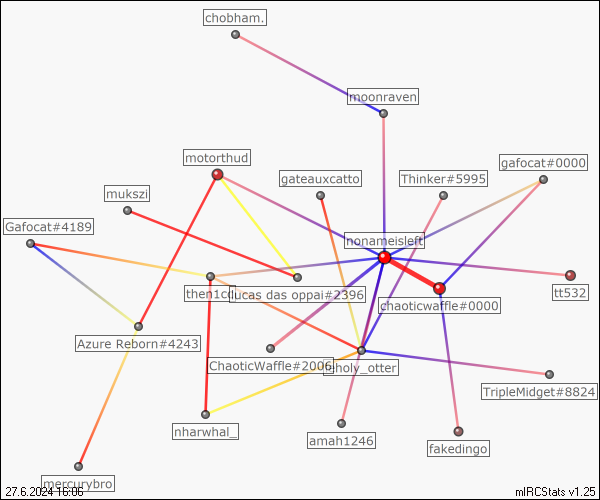 chobham.
moonraven
motorthud
gateauxcatto
Thinker#5995
gafocat#0000
mukszi
Gafocat#4189
nonameisleft
then1cd
lucas das oppai#2396
chaoticwaffle#0000
tt532
Azure Reborn#4243
ChaoticWaffle#2006
holy_otter
TripleMidget#8824
nharwhal_
amah1246
fakedingo
mercurybro
27.6.2024 16:06
mIRCStats v1.25